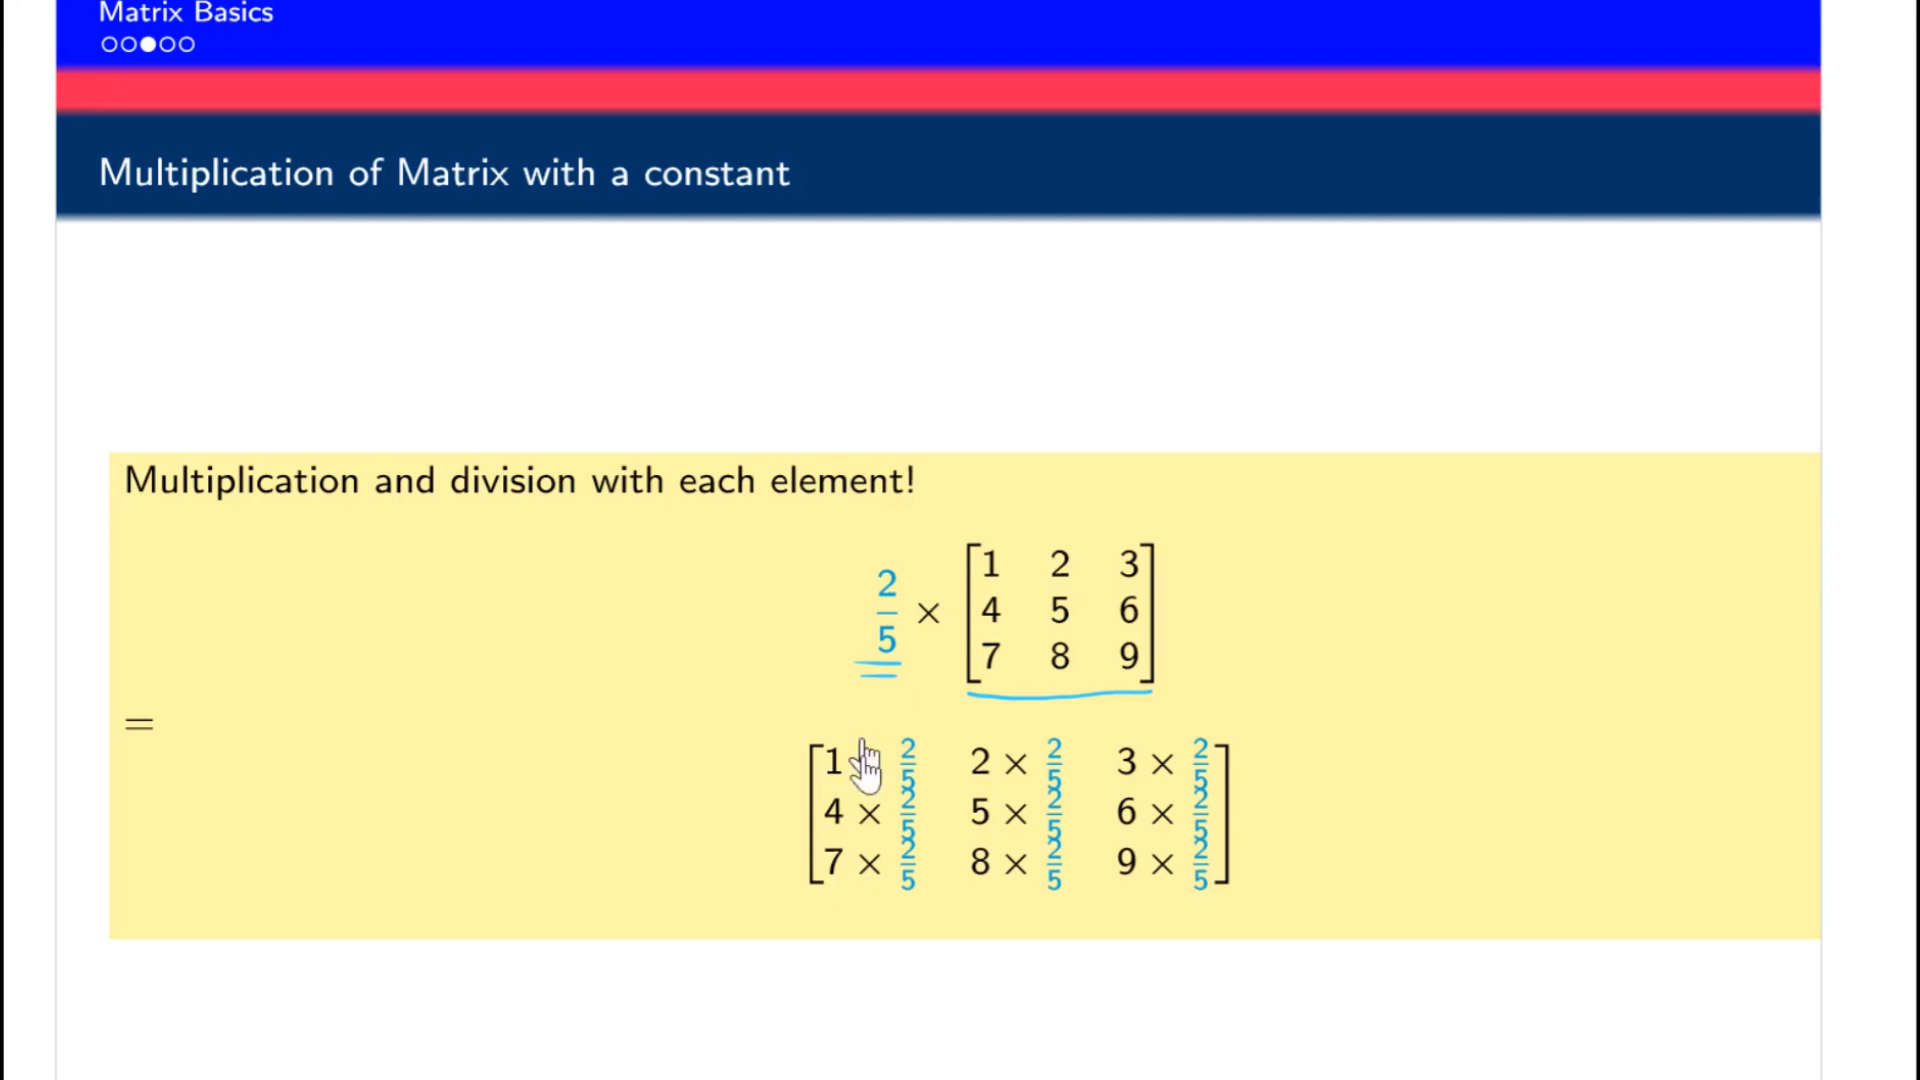 Matrix Basics
Multiplication of Matrix with a constant
Multiplication and division with each element!
2/5 × [1 2 3
4 5 6
7 8 9]
=
[1 2/5 2 × 2/5 3 × 2/5
4 × 2/5 5 × 2/5 6 × 2/5
7 × 2/5 8 × 2/5 9 × 2/5]